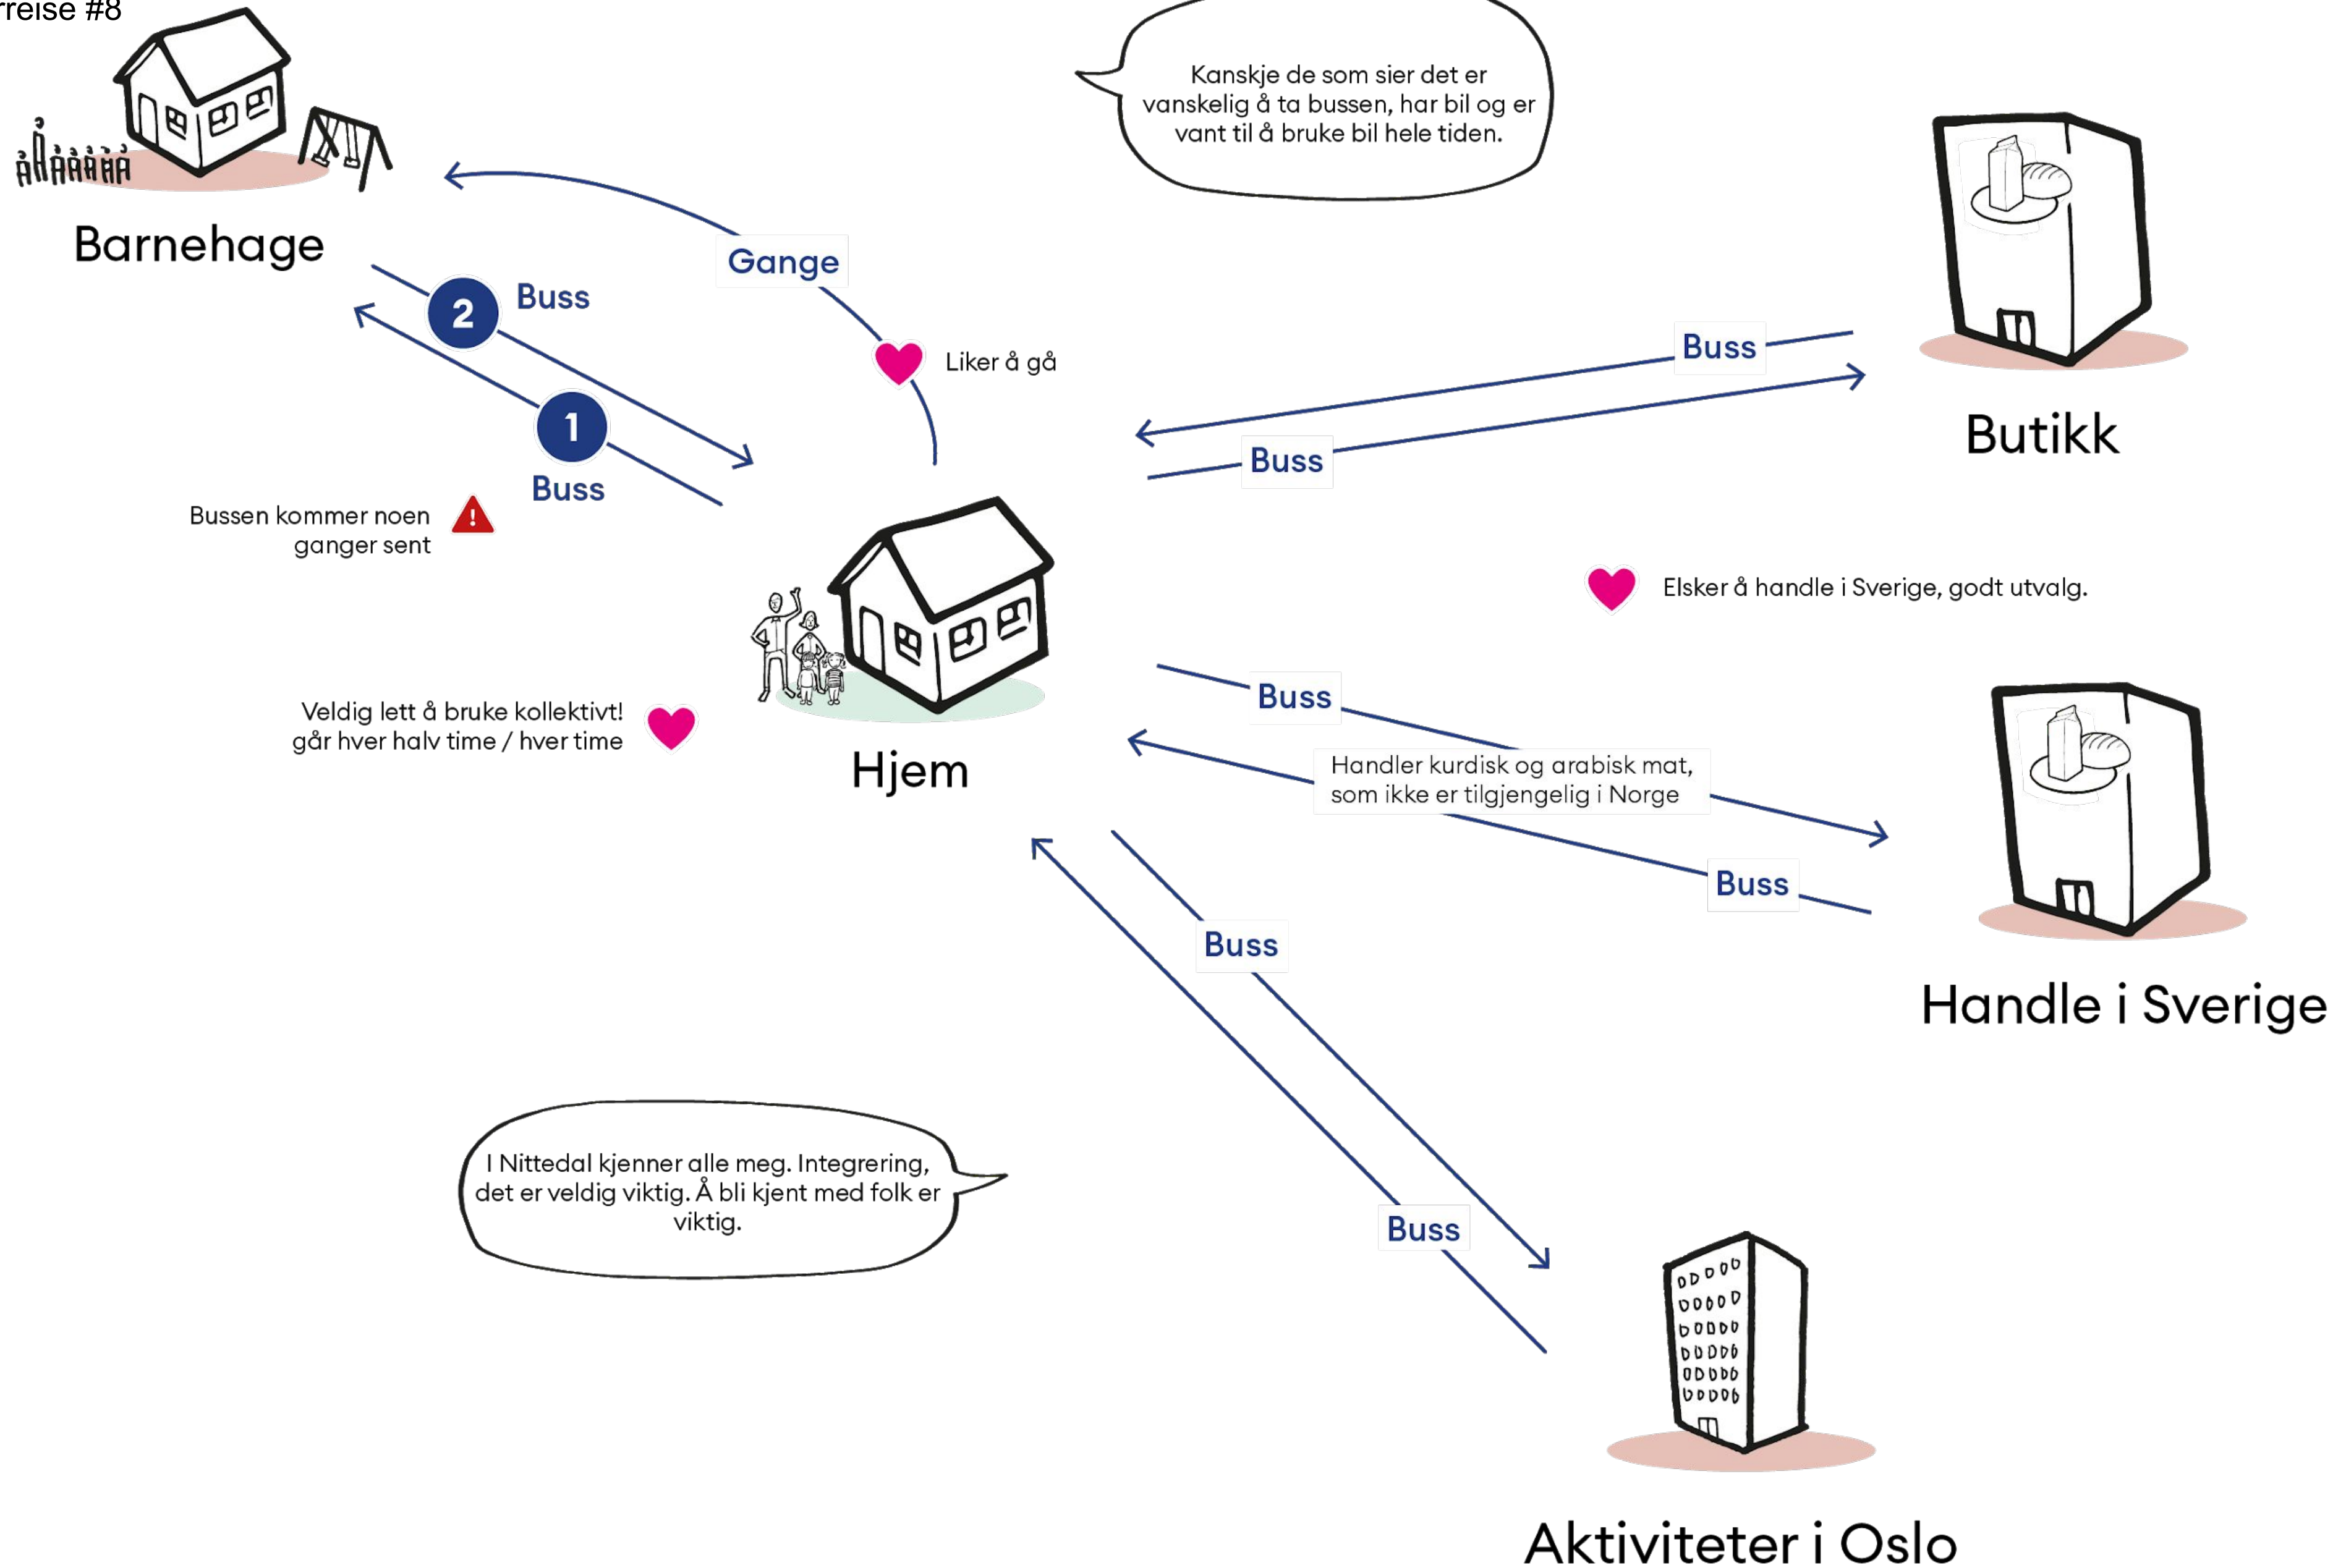 #8
Kanskje de som sier det er
vanskelig å ta bussen, har bil og er
vant til å bruke bil hele tiden.
Barnehage
Gange
2
Buss
Liker å gå
Buss
Butikk
1
Buss
Buss
Bussen kommer noen
ganger sent
!
Elsker å handle i Sverige, godt utvalg.
Buss
Veldig lett å bruke kollektivt!
går hver halv time / hver time
Hjem
Handler kurdisk og arabisk mat,
som ikke er tilgjengelig i Norge
Buss
Buss
Handle i Sverige
I Nittedal kjenner alle meg. Integrering,
det er veldig viktig. Å bli kjent med folk er
viktig.
Buss
Aktiviteter i Oslo